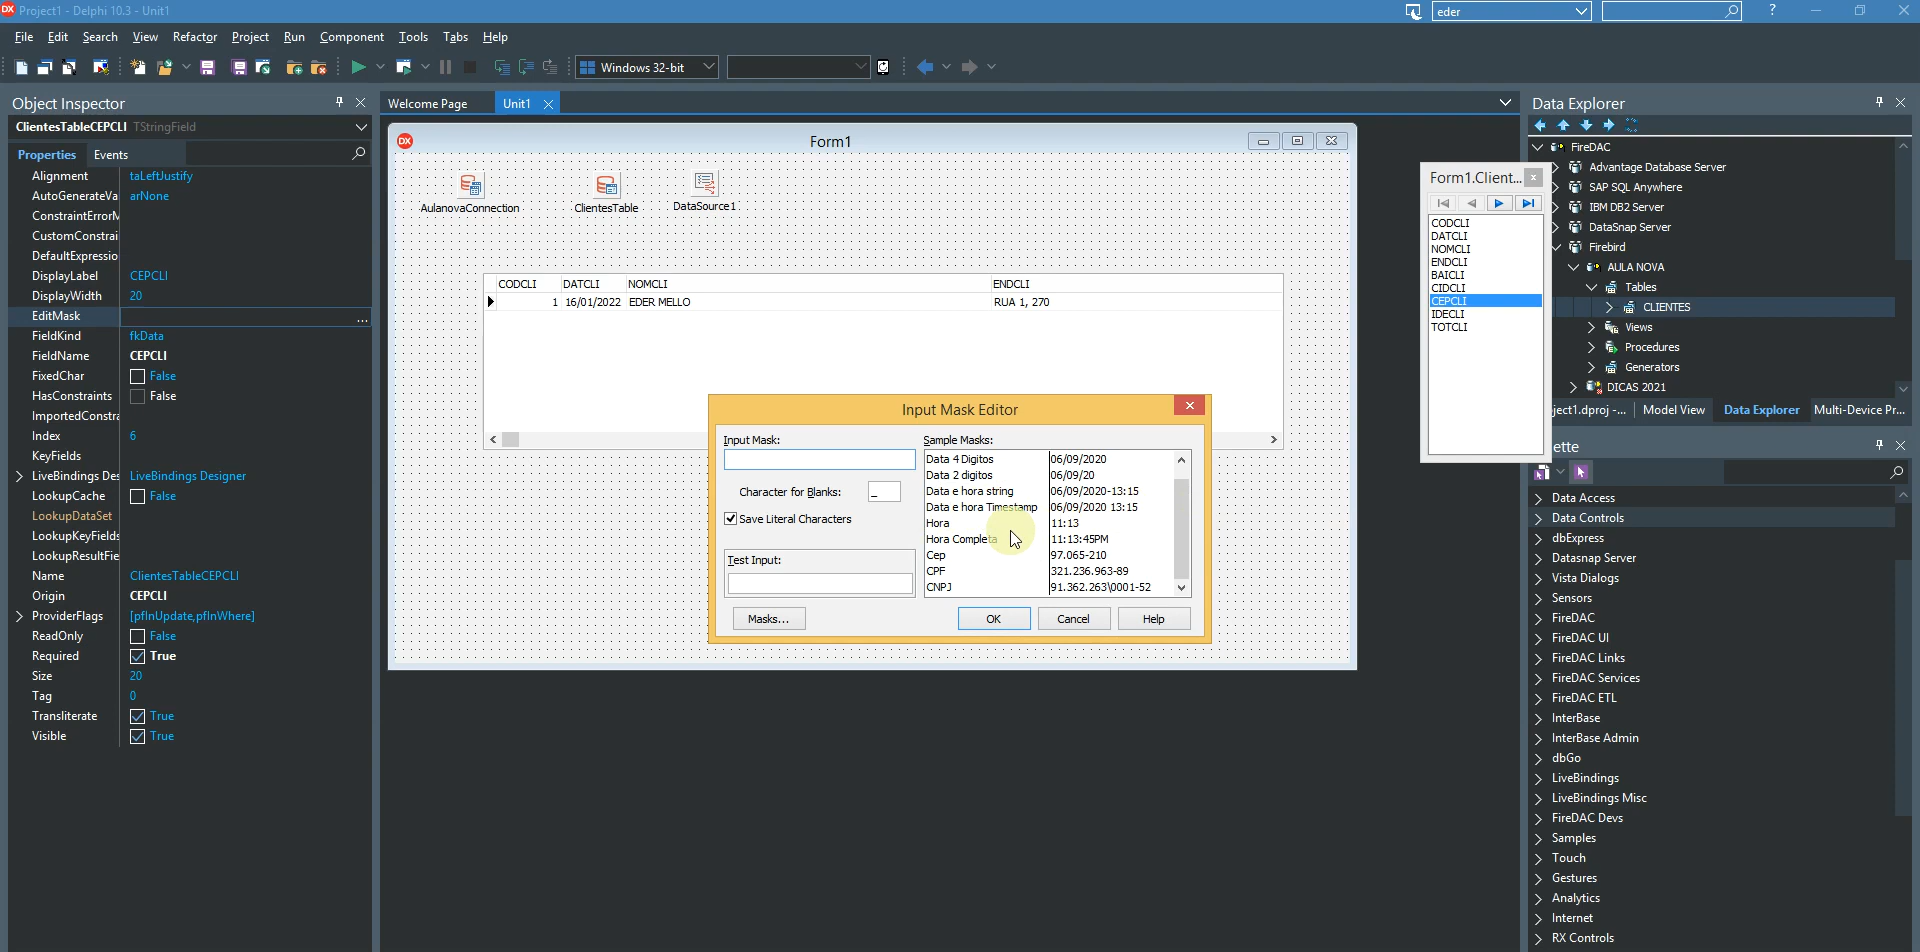 Project1 - Delphi 10.3 - Unit1
eder
?
File Edit Search View Refactor Project Run Component Tools Tabs Help
Windows 32-bit
Object Inspector
ClientesTableCEPCLI TStringField
Properties Events
Alignment taLeftJustify
AutoGenerateVa arNone
ConstraintErrorM
CustomConstrai
DefaultExpressio
DisplayLabel CEPCLI
DisplayWidth 20
EditMask ...
FieldKind fkData
FieldName CEPCLI
FixedChar False
HasConstraints False
ImportedConstra
Index 6
KeyFields
LiveBindings Des LiveBindings Designer
LookupCache False
LookupDataSet
LookupKeyFields
LookupResultFie
Name ClientesTableCEPCLI
Origin CEPCLI
ProviderFlags [pfInUpdate,pfInWhere]
ReadOnly False
Required True
Size 20
Tag 0
Transliterate True
Visible True
Welcome Page Unit1
Form1
AulanovaConnection ClientesTable DataSource1
CODCLI DATCLI NOMCLI ENDCLI
1 16/01/2022 EDER MELLO RUA 1, 270
Input Mask Editor
Input Mask:
Character for Blanks: _
Save Literal Characters
Test Input:
Masks...
Sample Masks:
Data 4 Digitos 06/09/2020
Data 2 digitos 06/09/20
Data e hora string 06/09/2020-13:15
Data e hora Timestamp 06/09/2020 13:15
Hora 11:13
Hora Completa 11:13:45PM
Cep 97.065-210
CPF 321.236.963-89
CNPJ 91.362.263\0001-52
OK Cancel Help
Form1.Client...
CODCLI
DATCLI
NOMCLI
ENDCLI
BAICLI
CIDCLI
CEPCLI
IDECLI
TOTCLI
Data Explorer
FireDAC
Advantage Database Server
SAP SQL Anywhere
IBM DB2 Server
DataSnap Server
Firebird
AULA NOVA
Tables
CLIENTES
Views
Procedures
Generators
DICAS 2021
ject1.dproj -... Model View Data Explorer Multi-Device Pr...
ette
Data Access
Data Controls
dbExpress
Datasnap Server
Vista Dialogs
Sensors
FireDAC
FireDAC UI
FireDAC Links
FireDAC Services
FireDAC ETL
InterBase
InterBase Admin
dbGo
LiveBindings
LiveBindings Misc
FireDAC Devs
Samples
Touch
Gestures
Analytics
Internet
RX Controls